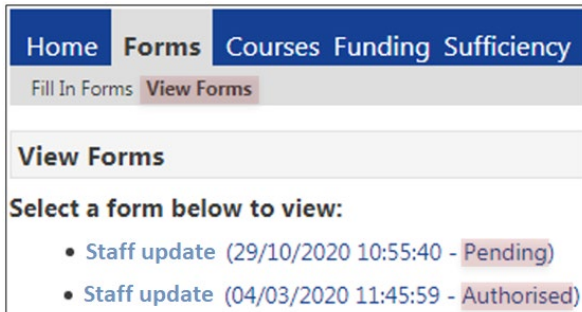 Home Forms Courses Funding Sufficiency
Fill In Forms View Forms
View Forms
Select a form below to view:
• Staff update (29/10/2020 10:55:40 - Pending)
• Staff update (04/03/2020 11:45:59 - Authorised)